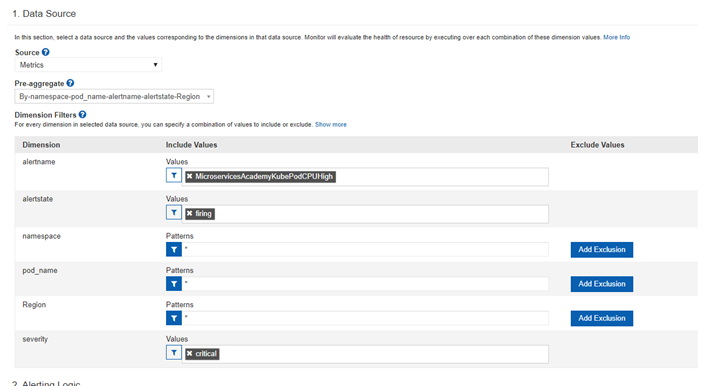 1. Data Source
In this section, select a data source and the values corresponding to the dimensions in that data source. Monitor will evaluate the health of resource by executing over each combination of these dimension values. More Info
Source ?
Metrics
Pre-aggregate ?
By-namespace-pod_name-alertname-alertstate-Region
Dimension Filters ?
For every dimension in selected data source, you can specify a combination of values to include or exclude. Show more
Dimension Include Values Exclude Values
alertname Values
✖ MicroservicesAcademyKubePodCPUHigh
alertstate Values
✖ firing
namespace Patterns
* Add Exclusion
pod_name Patterns
* Add Exclusion
Region Patterns
* Add Exclusion
severity Values
✖ critical
2. Alerting Logic